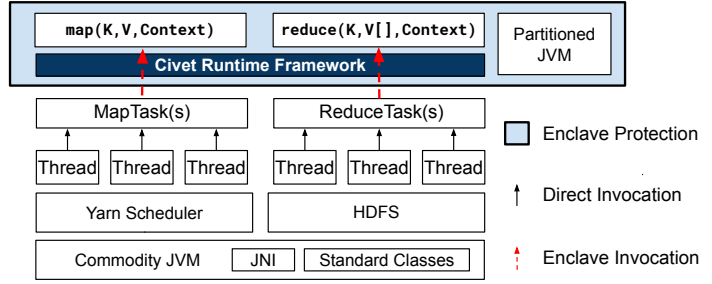 map(K,V,Context)
reduce(K,V[],Context)
Partitioned
JVM
Civet Runtime Framework
MapTask(s)
ReduceTask(s)
Enclave Protection
Thread
Thread
Thread
Thread
Thread
Thread
Direct Invocation
Yarn Scheduler
HDFS
Commodity JVM
JNI
Standard Classes
Enclave Invocation